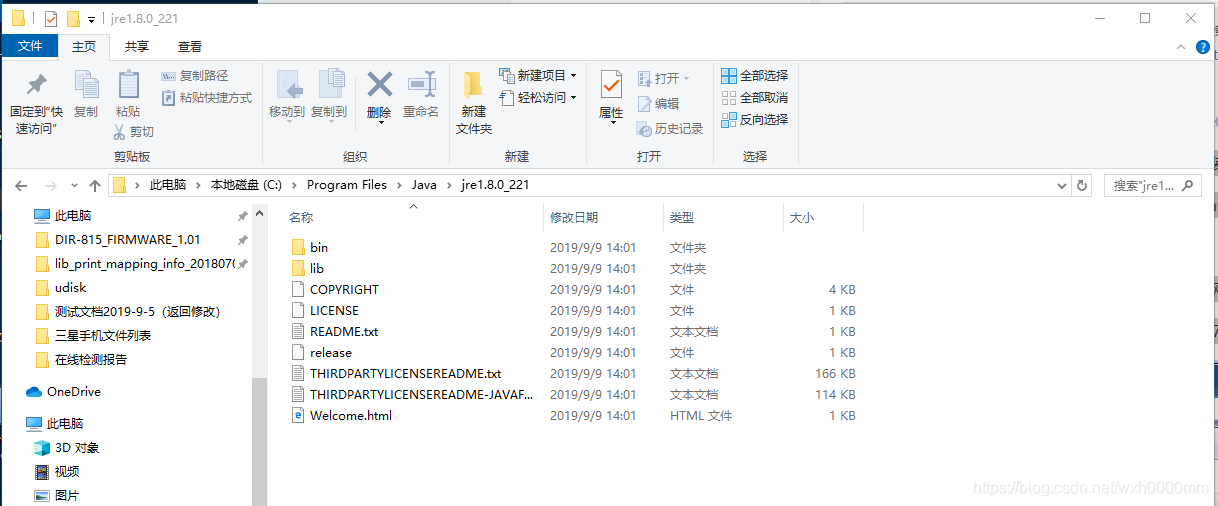 jre1.8.0_221
文件 主页 共享 查看
固定到"快速访问"
复制
粘贴
复制路径
粘贴快捷方式
剪切
剪贴板
移动到 复制到 删除 重命名
组织
新建文件夹
新建项目
轻松访问
新建
属性
打开
编辑
历史记录
打开
全部选择
全部取消
反向选择
选择
此电脑 > 本地磁盘 (C:) > Program Files > Java > jre1.8.0_221
搜索"jre1...
此电脑
DIR-815_FIRMWARE_1.01
lib_print_mapping_info_2018070
udisk
测试文档2019-9-5（返回修改）
三星手机文件列表
在线检测报告
OneDrive
此电脑
3D 对象
视频
图片
名称 修改日期 类型 大小
bin 2019/9/9 14:01 文件夹
lib 2019/9/9 14:01 文件夹
COPYRIGHT 2019/9/9 14:01 文件 4 KB
LICENSE 2019/9/9 14:01 文件 1 KB
README.txt 2019/9/9 14:01 文本文档 1 KB
release 2019/9/9 14:01 文件 1 KB
THIRDPARTYLICENSEREADME.txt 2019/9/9 14:01 文本文档 166 KB
THIRDPARTYLICENSEREADME-JAVAF... 2019/9/9 14:01 文本文档 114 KB
Welcome.html 2019/9/9 14:01 HTML 文件 1 KB
https://blog.csdn.net/wxh0000mm